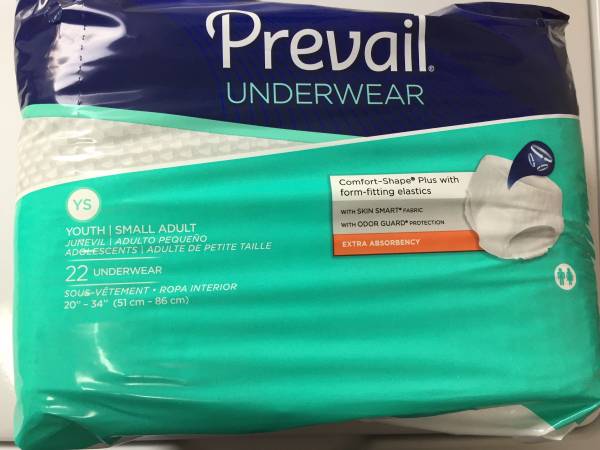 Prevail®
UNDERWEAR
Comfort-Shape® Plus with
form-fitting elastics
WITH SKIN SMART® FABRIC
WITH ODOR GUARD® PROTECTION
EXTRA ABSORBENCY
YS
YOUTH | SMALL ADULT
JUNEVIL | ADULTO PEQUEÑO
ADOLESCENTS | ADULTE DE PETITE TAILLE
22 UNDERWEAR
SOUS-VÊTEMENT • ROPA INTERIOR
20" - 34" (51 cm - 86 cm)